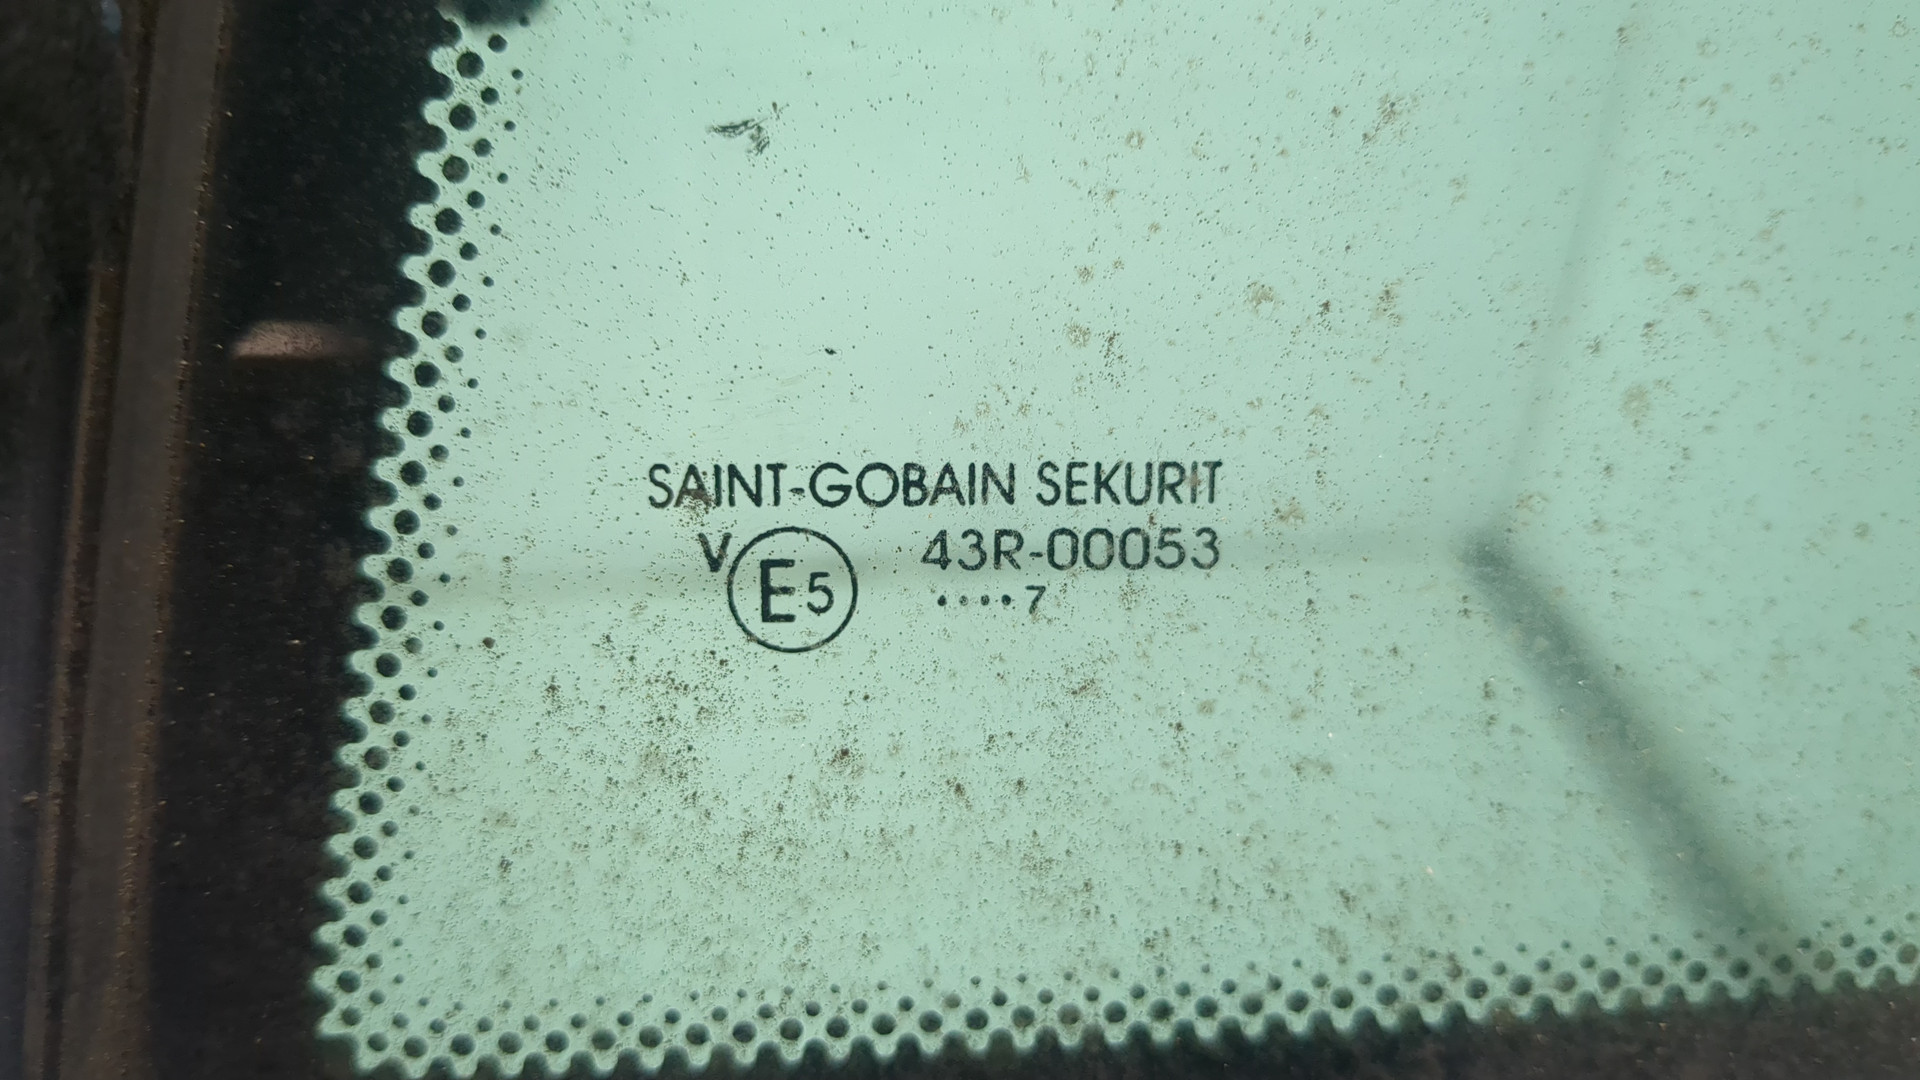 SAINT-GOBAIN SEKURIT
V E5 43R-00053
....7